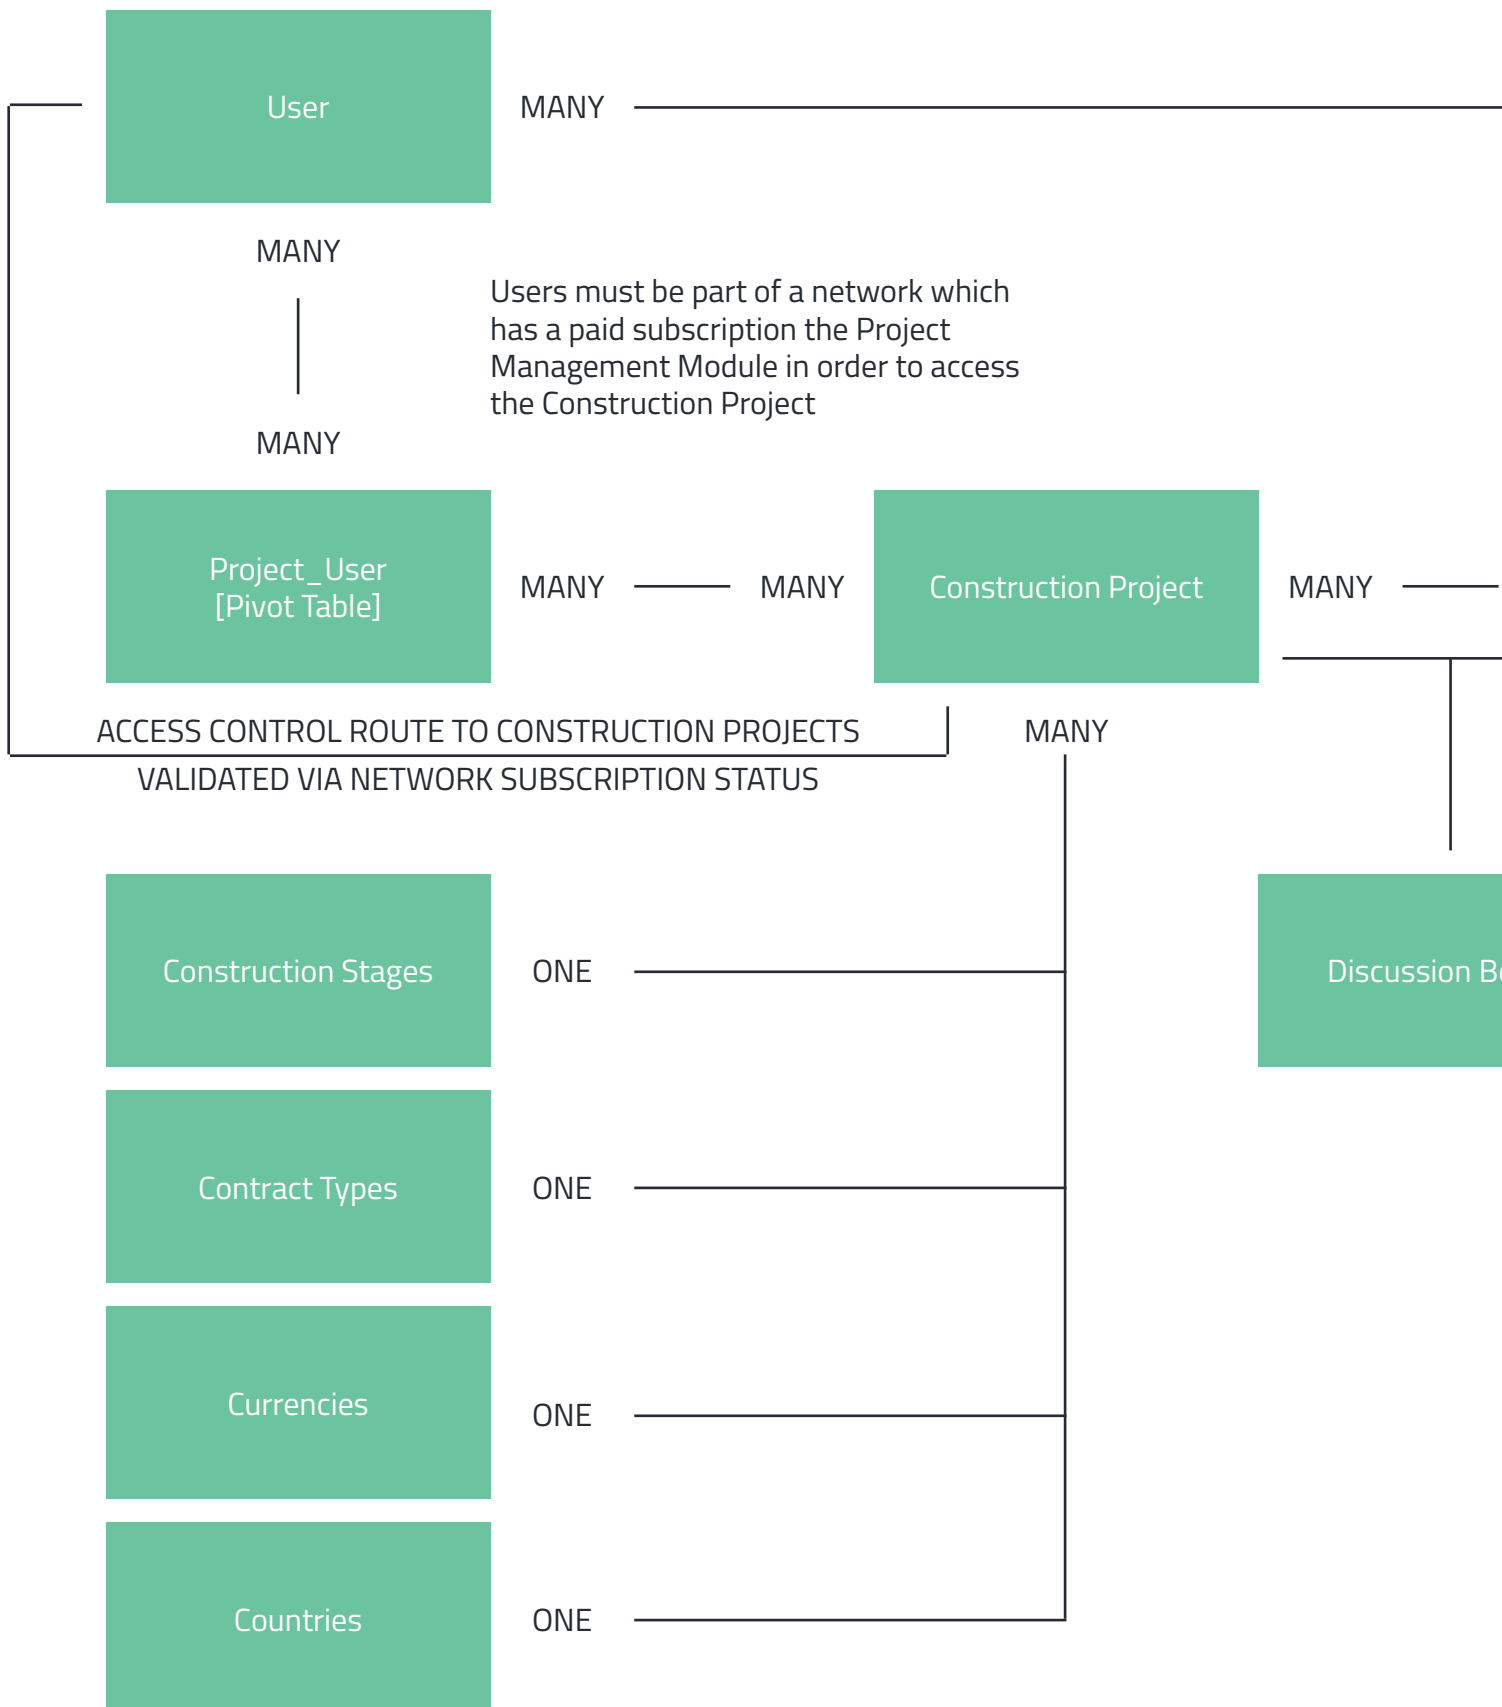 User
MANY
MANY
Users must be part of a network which
has a paid subscription the Project
Management Module in order to access
the Construction Project
MANY
Project_User
[Pivot Table]
MANY
MANY
Construction Project
MANY
ACCESS CONTROL ROUTE TO CONSTRUCTION PROJECTS
MANY
VALIDATED VIA NETWORK SUBSCRIPTION STATUS
Construction Stages
ONE
Discussion
Contract Types
ONE
Currencies
ONE
Countries
ONE